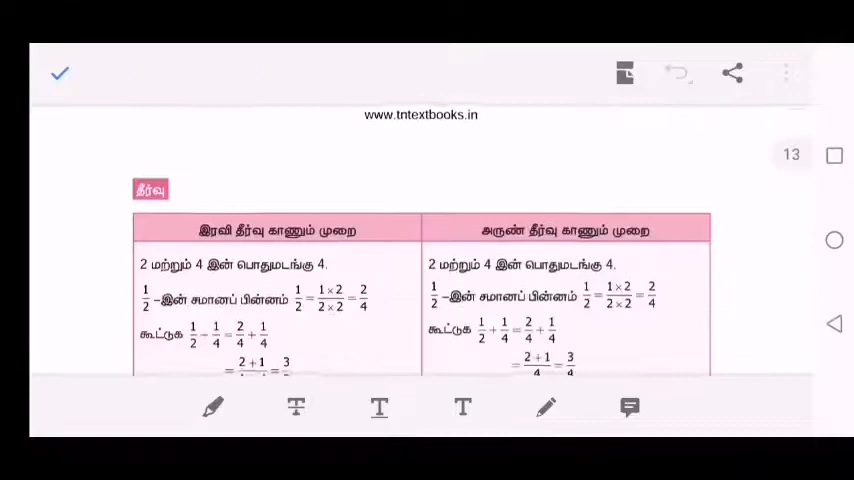 www.tntextbooks.in
13
தீர்வு
இரவி தீர்வு காணும் முறை
2 மற்றும் 4 இன் பொதுமடங்கு 4.
1/2 –இன் சமானப் பின்னம் 1/2 = 1×2/2×2 = 2/4
கூட்டுக 1/2 – 1/4 = 2/4 + 1/4
= 2+1/ = 3/
அருண் தீர்வு காணும் முறை
2 மற்றும் 4 இன் பொதுமடங்கு 4.
1/2 –இன் சமானப் பின்னம் 1/2 = 1×2/2×2 = 2/4
கூட்டுக 1/2 + 1/4 = 2/4 + 1/4
= 2+1/4 = 3/4